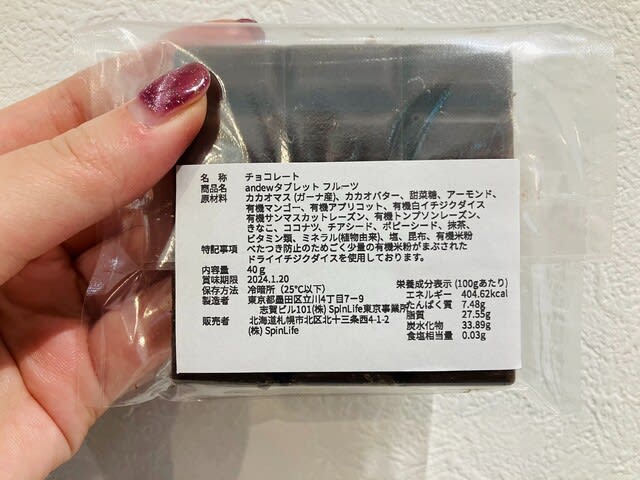 名 称 チョコレート
商品名 andewタブレット フルーツ
原材料 カカオマス (ガーナ産)、カカオバター、甜菜糖、アーモンド、
有機マンゴー、有機アプリコット、有機白イチジクダイス
有機サンマスカットレーズン、有機トンプソンレーズン、
きなこ、ココナツ、チアシード、ポピーシード、抹茶、
ビタミン類、ミネラル(植物由来)、塩、昆布、有機米粉
特記事項 べたつき防止のためごく少量の有機米粉がまぶされた
ドライイチジクダイスを使用しております。
内容量 40g
賞味期限 2024.1.20
保存方法 冷暗所（25℃以下）
製造者 東京都墨田区立川4丁目7ー9
志賀ビル101(株) SpinLife東京事業所
販売者 北海道札幌市北区北十三条西4-1-2
(株) SpinLife
栄養成分表示 (100gあたり)
エネルギー 404.62kcal
たんぱく質 7.48g
脂質 27.55g
炭水化物 33.89g
食塩相当量 0.03g